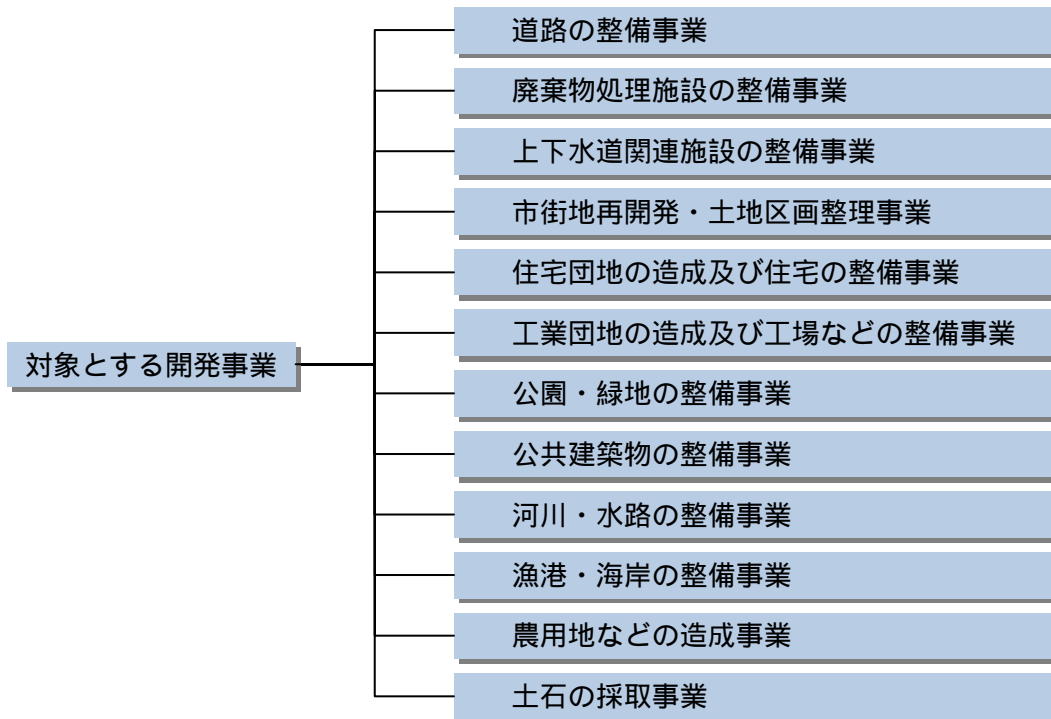 対象とする開発事業
道路の整備事業
廃棄物処理施設の整備事業
上下水道関連施設の整備事業
市街地再開発・土地区画整理事業
住宅団地の造成及び住宅の整備事業
工業団地の造成及び工場などの整備事業
公園・緑地の整備事業
公共建築物の整備事業
河川・水路の整備事業
漁港・海岸の整備事業
農用地などの造成事業
土石の採取事業